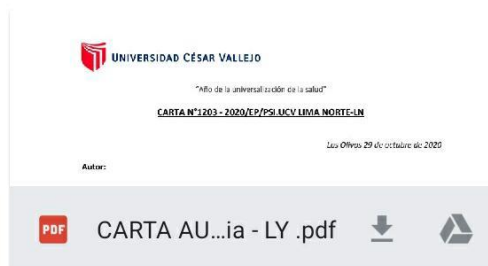 UNIVERSIDAD CÉSAR VALLEJO
"Año de la universalización de la salud"
CARTA N°1203 - 2020/EP/PSI.UCV LIMA NORTE-LN
Los Olivos 29 de octubre de 2020
Autor:
PDF CARTA AU...ia - LY .pdf